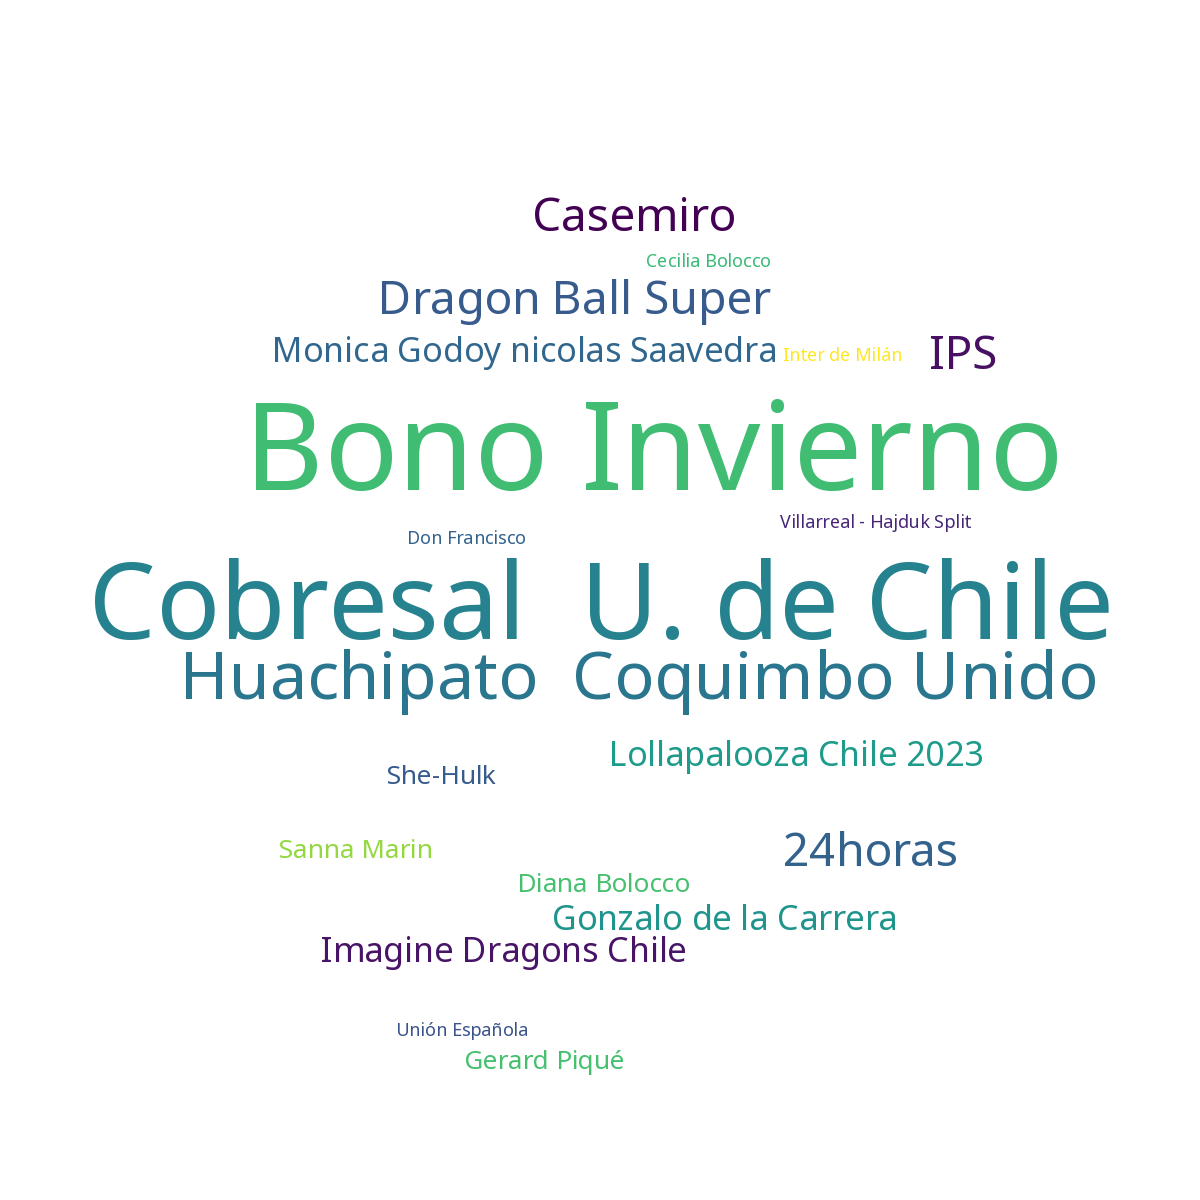 Casemiro
Cecilia Bolocco
Dragon Ball Super
Monica Godoy nicolas Saavedra
Inter de Milán
IPS
Bono Invierno
Villarreal - Hajduk Split
Don Francisco
Cobresal  U. de Chile
Huachipato  Coquimbo Unido
Lollapalooza Chile 2023
She-Hulk
Sanna Marin
24horas
Diana Bolocco
Gonzalo de la Carrera
Imagine Dragons Chile
Unión Española
Gerard Piqué